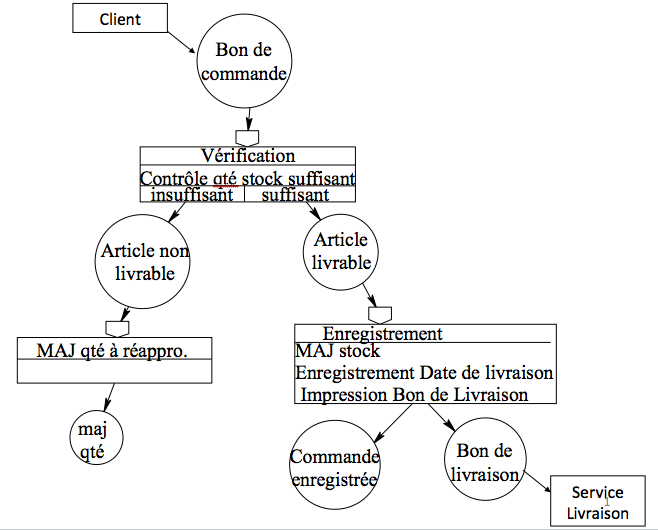 Client
Bon de
commande
Vérification
Contrôle qté stock suffisant
insuffisant
suffisant
Article non
livrable
Article
livrable
MAJ qté à réappro.
Enregistrement
MAJ stock
Enregistrement Date de livraison
Impression Bon de Livraison
maj
qté
Commande
enregistrée
Bon de
livraison
Service
Livraison